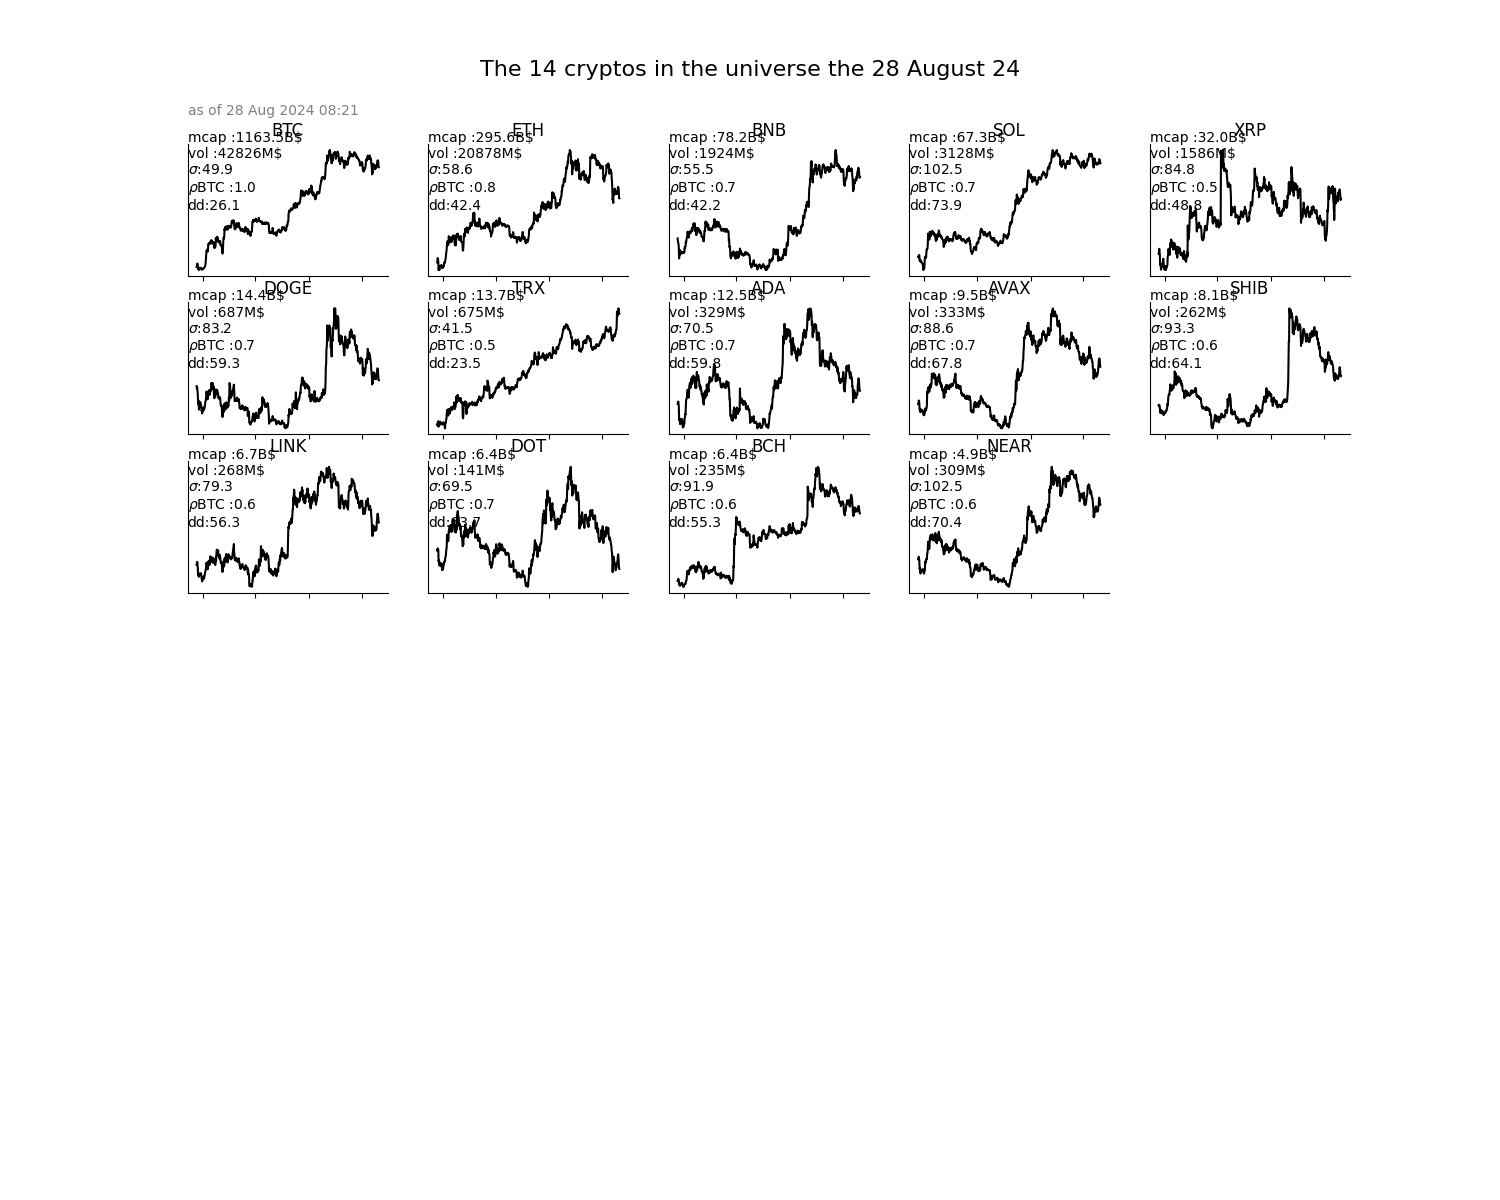 The 14 cryptos in the universe the 28 August 24
as of 28 Aug 2024 08:21
BTC
mcap :1163.5B$
vol :42826M$
σ:49.9
ρBTC :1.0
dd:26.1
ETH
mcap :295.6B$
vol :20878M$
σ:58.6
ρBTC :0.8
dd:42.4
BNB
mcap :78.2B$
vol :1924M$
σ:55.5
ρBTC :0.7
dd:42.2
SOL
mcap :67.3B$
vol :3128M$
σ:102.5
ρBTC :0.7
dd:73.9
XRP
mcap :32.0B$
vol :1586M$
σ:84.8
ρBTC :0.5
dd:48.8
DOGE
mcap :14.4B$
vol :687M$
σ:83.2
ρBTC :0.7
dd:59.3
TRX
mcap :13.7B$
vol :675M$
σ:41.5
ρBTC :0.5
dd:23.5
ADA
mcap :12.5B$
vol :329M$
σ:70.5
ρBTC :0.7
dd:59.8
AVAX
mcap :9.5B$
vol :333M$
σ:88.6
ρBTC :0.7
dd:67.8
SHIB
mcap :8.1B$
vol :262M$
σ:93.3
ρBTC :0.6
dd:64.1
LINK
mcap :6.7B$
vol :268M$
σ:79.3
ρBTC :0.6
dd:56.3
DOT
mcap :6.4B$
vol :141M$
σ:69.5
ρBTC :0.7
BCH
mcap :6.4B$
vol :235M$
σ:91.9
ρBTC :0.6
dd:55.3
NEAR
mcap :4.9B$
vol :309M$
σ:102.5
ρBTC :0.6
dd:70.4